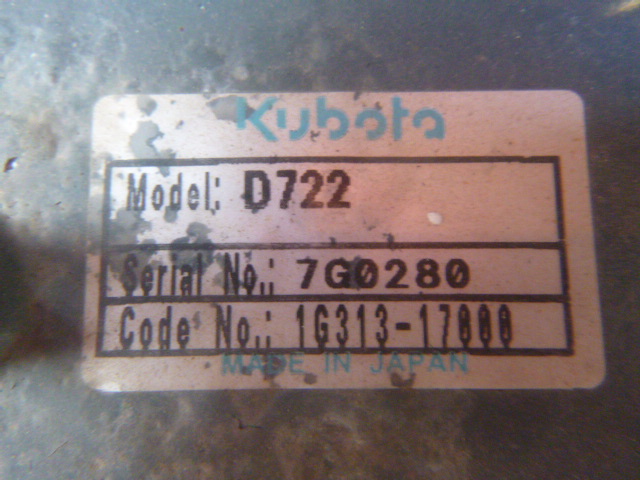 Kubota
Model: D722
Serial No.: 7G0280
Code No.: 1G313-17000
MADE IN JAPAN